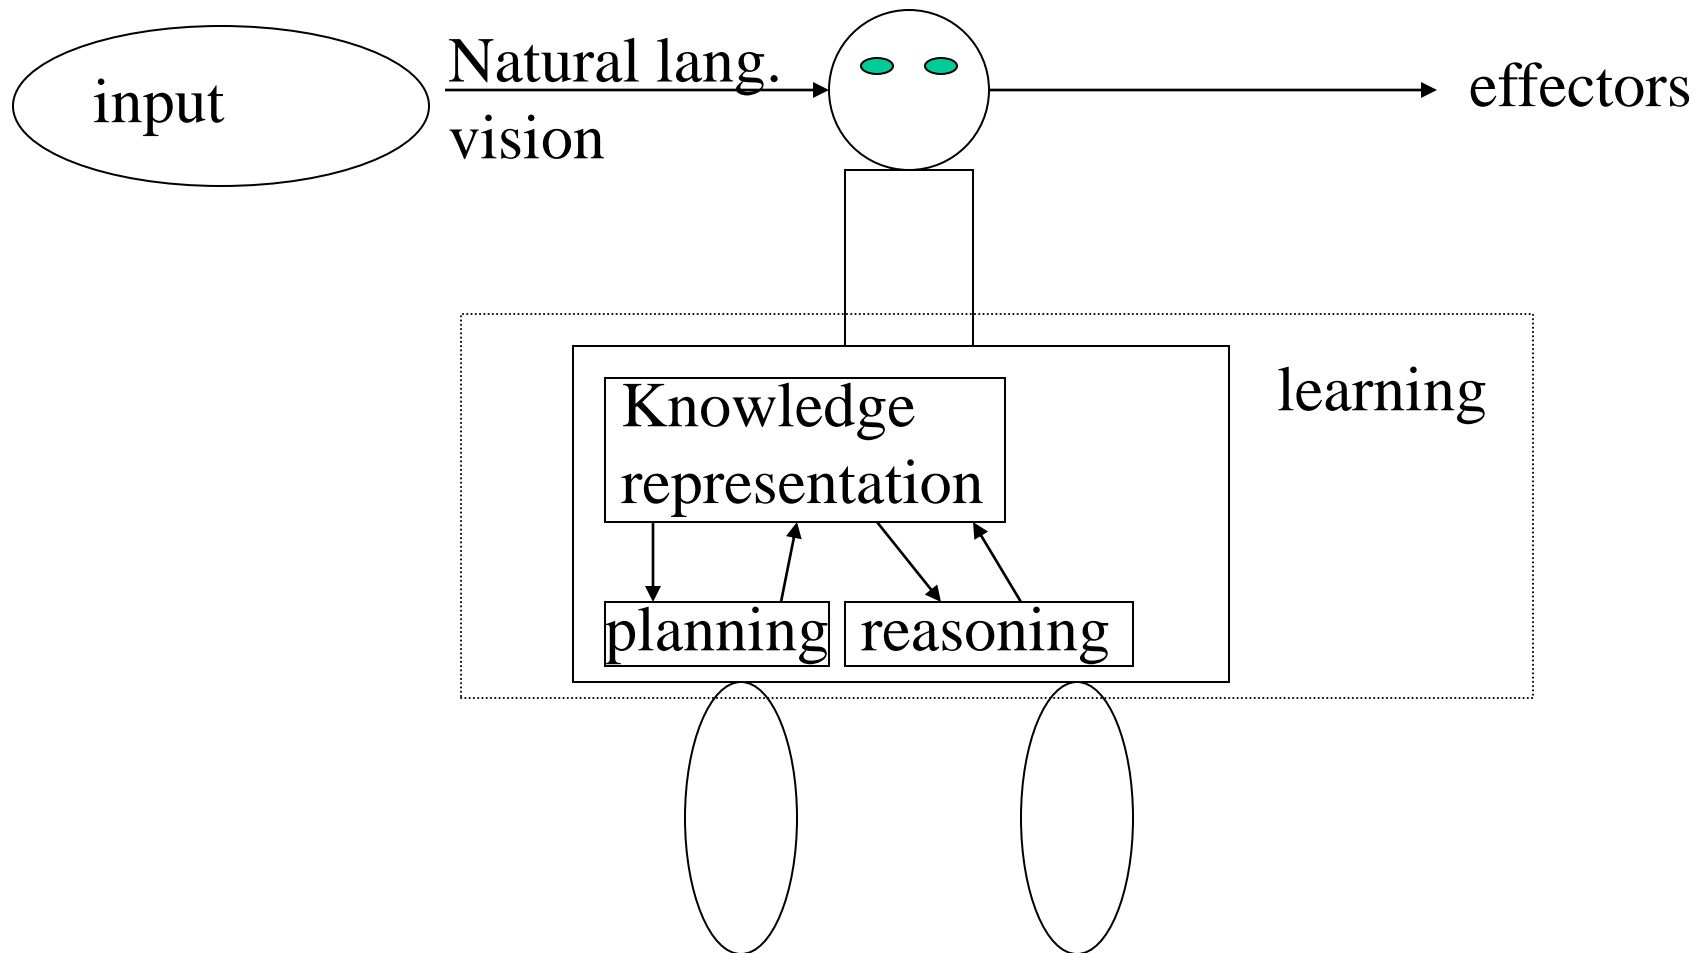 input
Natural lang.
vision
effectors
learning
Knowledge
representation
planning
reasoning